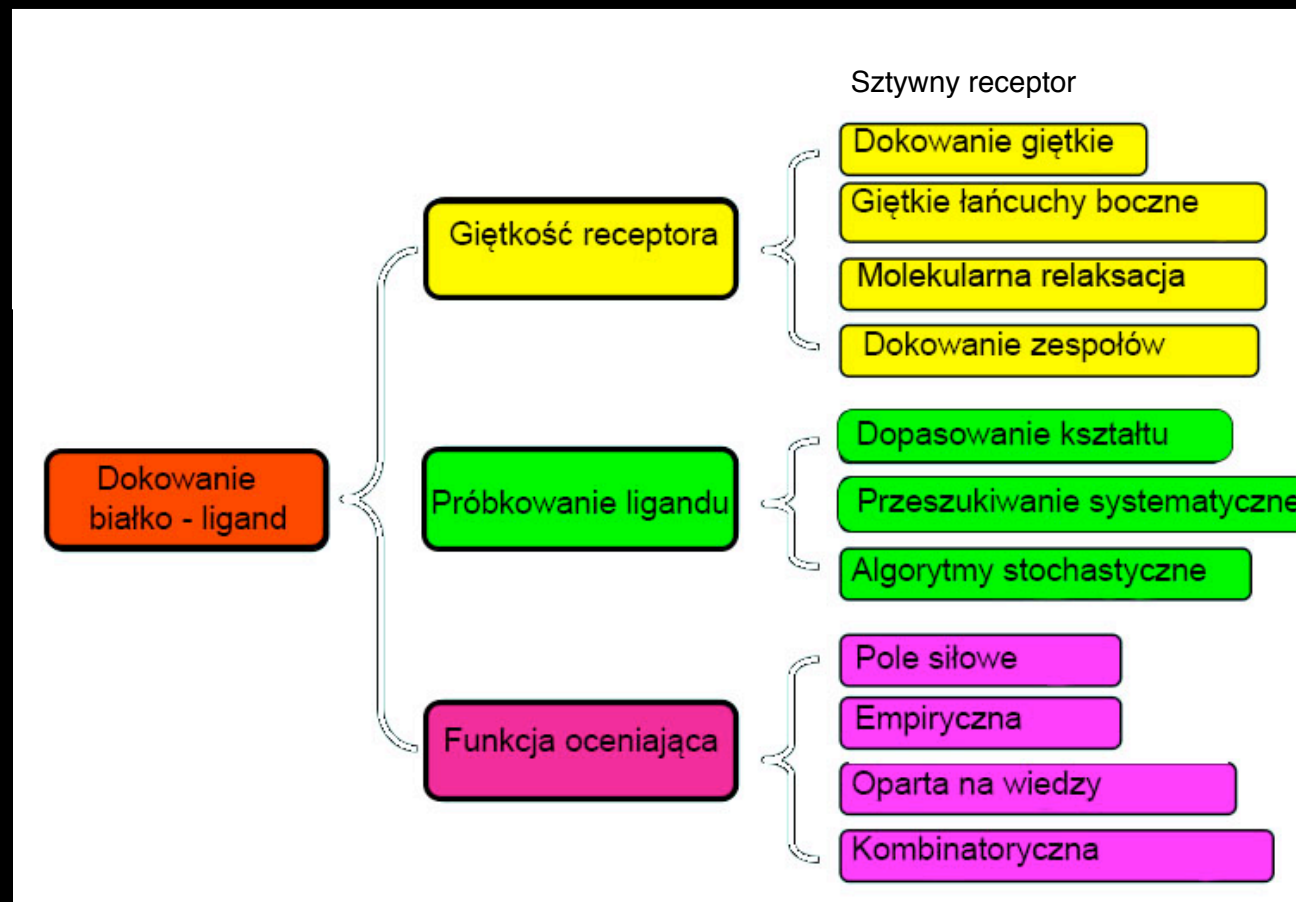 Sztywny receptor
Dokowanie giętkie
Giętkie łańcuchy boczne
Giętkość receptora
Molekularna relaksacja
Dokowanie zespołów
Dokowanie
białko - ligand
Próbkowanie ligandu
Dopasowanie kształtu
Przeszukiwanie systematyczne
Algorytmy stochastyczne
Funkcja oceniająca
Pole siłowe
Empiryczna
Oparta na wiedzy
Kombinatoryczna